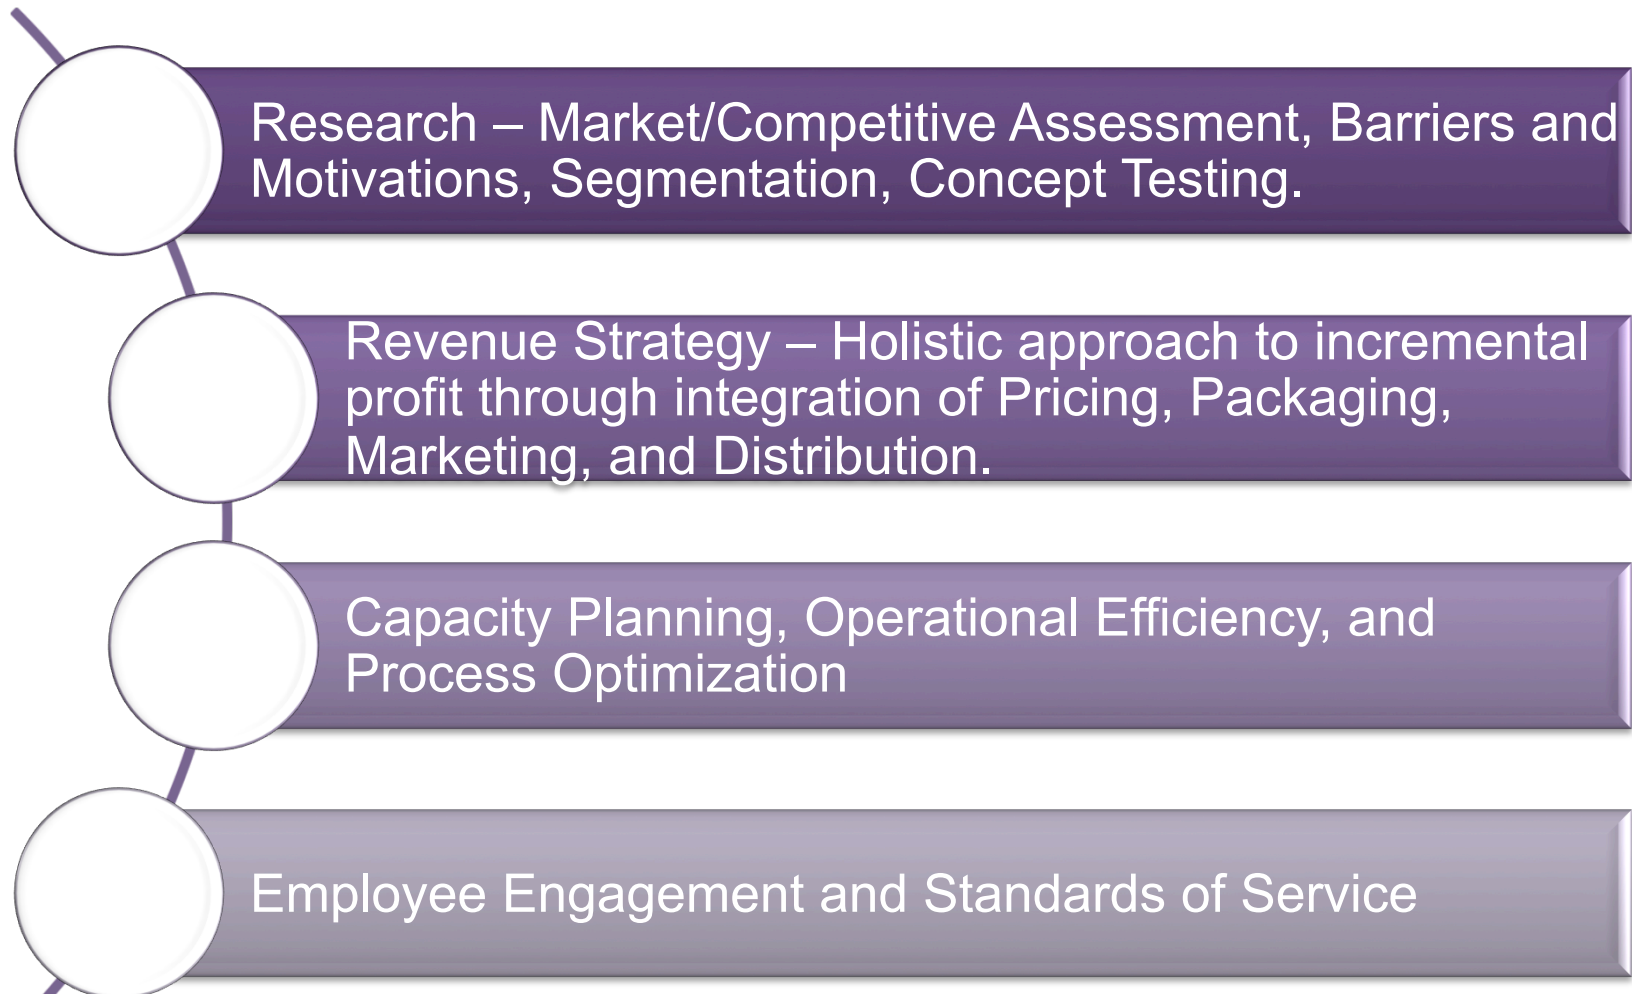 Research – Market/Competitive Assessment, Barriers and
Motivations, Segmentation, Concept Testing.
Revenue Strategy – Holistic approach to incremental
profit through integration of Pricing, Packaging,
Marketing, and Distribution.
Capacity Planning, Operational Efficiency, and
Process Optimization
Employee Engagement and Standards of Service